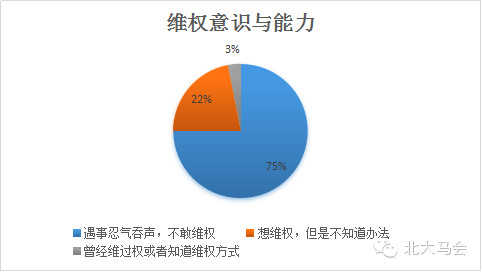 维权意识与能力
3%
22%
75%
遇事忍气吞声，不敢维权
想维权，但是不知道办法
曾经维过权或者知道维权方式
北大马会